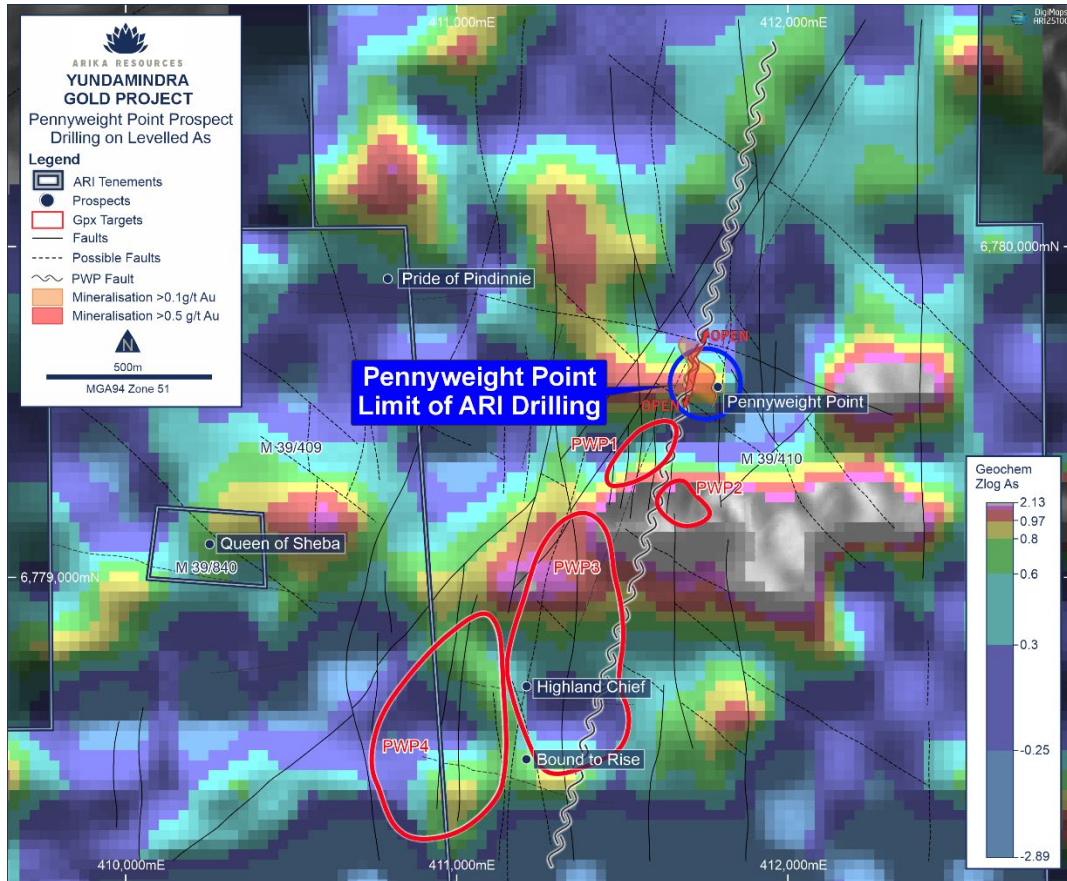 411,000mE
412,000mE
DigiMaps
ARIKA RESOURCES
YUNDAMINDRA
GOLD PROJECT
Pennyweight Point Prospect
Drilling on Levelled As
Legend
ARI Tenements
Prospects
Gpx Targets
Faults
Possible Faults
PWP Fault
Mineralisation >0.1g/t Au
Mineralisation >0.5 g/t Au
N
500m
MGA94 Zone 51
6,780,000mN
Pride of Pindinnie
OPEN
Pennyweight Point
Limit of ARI Drilling
Pennyweight Point
OPEN
PWP1
M 39/409
M 39/410
PWP2
Queen of Sheba
M 39/840
6,779,000mN
PWP3
Highland Chief
PWP4
Bound to Rise
Geochem
Zlog As
2.13
0.97
0.8
0.6
0.3
-0.25
-2.89
410,000mE
411,000mE
412,000mE